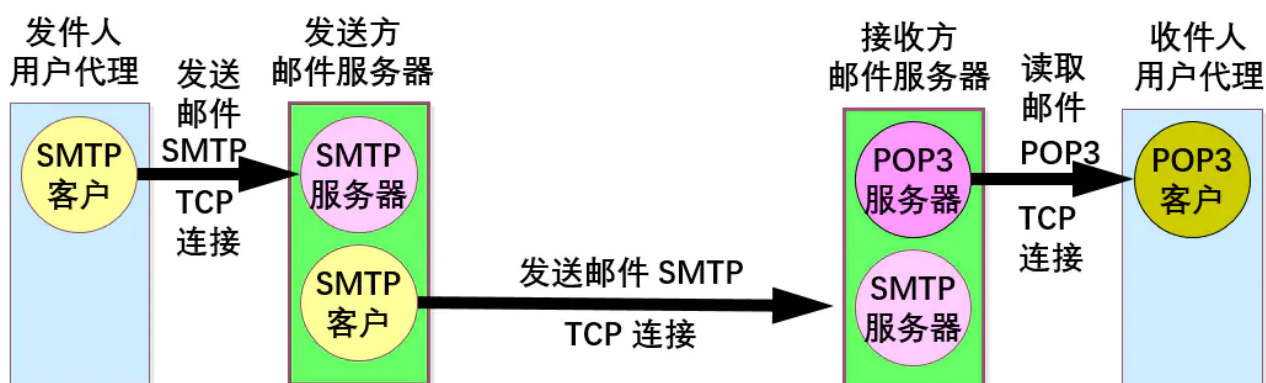 发件人
用户代理
发送
邮件
SMTP
TCP
连接
SMTP
客户
发送方
邮件服务器
SMTP
服务器
SMTP
客户
发送邮件 SMTP
TCP 连接
接收方
邮件服务器
POP3
服务器
SMTP
服务器
读取
邮件
POP3
TCP
连接
收件人
用户代理
POP3
客户